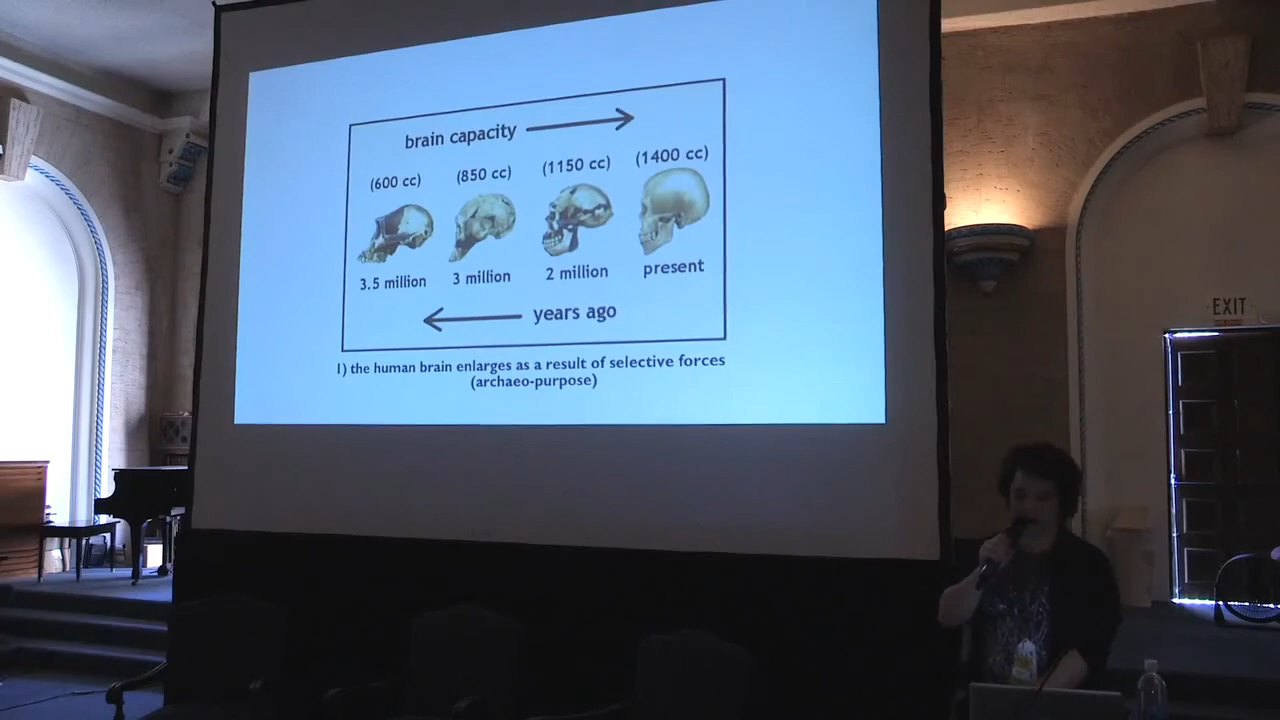 brain capacity
(600 cc) (850 cc) (1150 cc) (1400 cc)
3.5 million 3 million 2 million present
years ago
1) the human brain enlarges as a result of selective forces
(archaeo-purpose)
EXIT